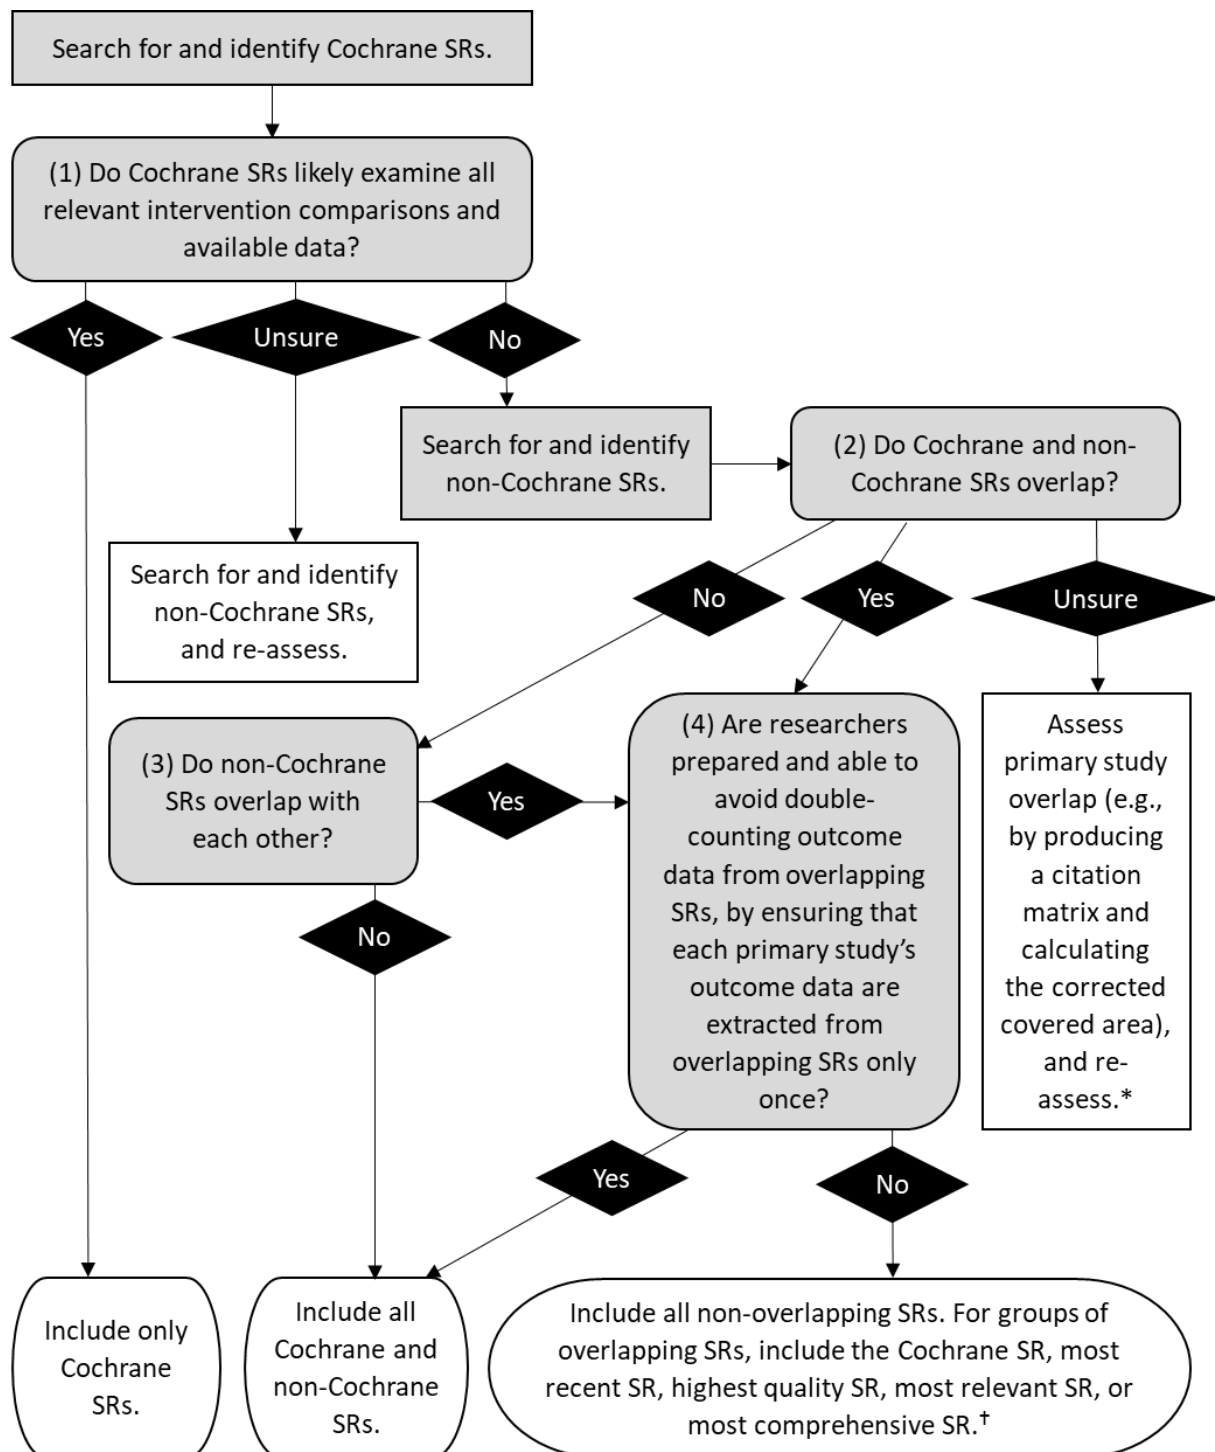 Search for and identify Cochrane SRs.
(1) Do Cochrane SRs likely examine all
relevant intervention comparisons and
available data?
Yes
Unsure
No
Search for and identify
non-Cochrane SRs.
(2) Do Cochrane and non-
Cochrane SRs overlap?
Search for and identify
non-Cochrane SRs,
and re-assess.
No
Yes
Unsure
(3) Do non-Cochrane
SRs overlap with
each other?
Yes
No
(4) Are researchers
prepared and able to
avoid double-
counting outcome
data from overlapping
SRs, by ensuring that
each primary study’s
outcome data are
extracted from
overlapping SRs only
once?
Assess
primary study
overlap (e.g.,
by producing
a citation
matrix and
calculating
the corrected
covered area),
and re-
assess.*
Yes
No
Include only
Cochrane
SRs.
Include all
Cochrane and
non-Cochrane
SRs.
Include all non-overlapping SRs. For groups of
overlapping SRs, include the Cochrane SR, most
recent SR, highest quality SR, most relevant SR, or
most comprehensive SR.†